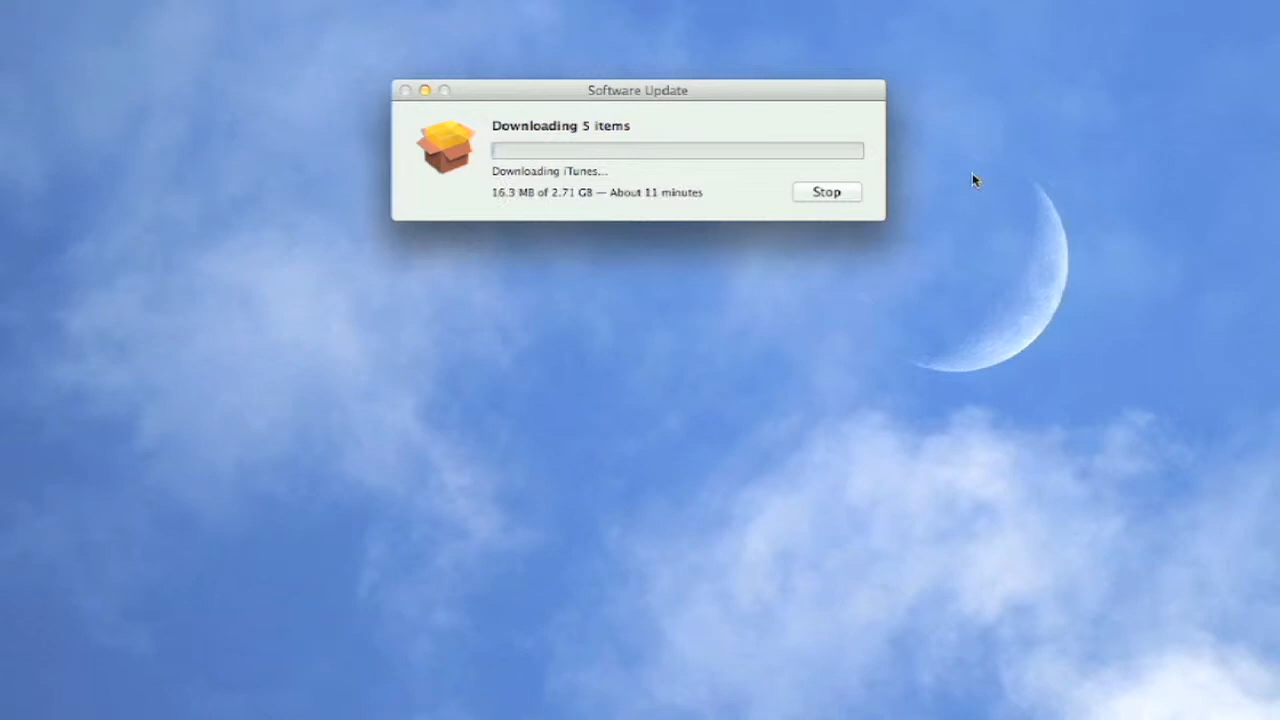 Software Update
Downloading 5 items
Downloading iTunes...
16.3 MB of 2.71 GB — About 11 minutes
Stop